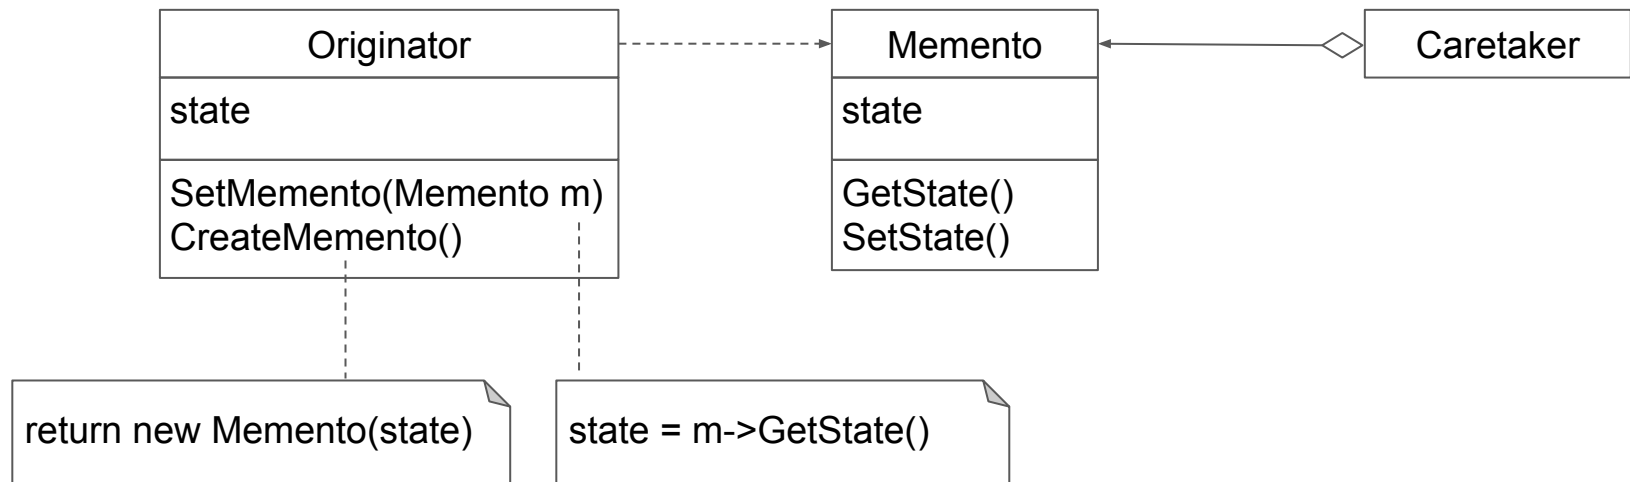 Originator
state
SetMemento(Memento m)
CreateMemento()
Memento
state
GetState()
SetState()
Caretaker
return new Memento(state)
state = m->GetState()